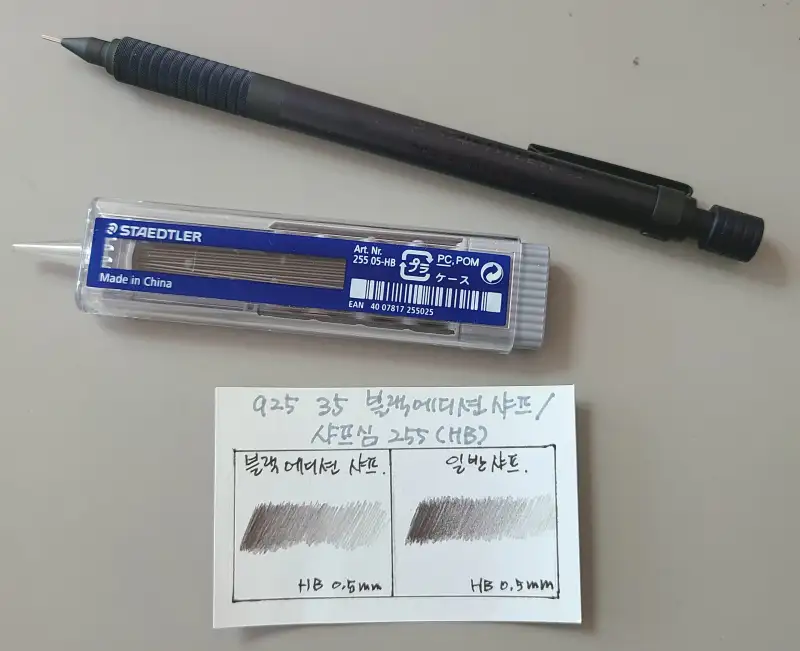 STAEDTLER
Made in China
Art. Nr.
255 05-HB
プラ
PC, POM
ケース
EAN 40 07817 255025
925 35 블랙에디션 샤프/
샤프심 255 (HB)
블랙에디션 샤프.
일반샤프.
HB 0.5mm
HB 0.5mm